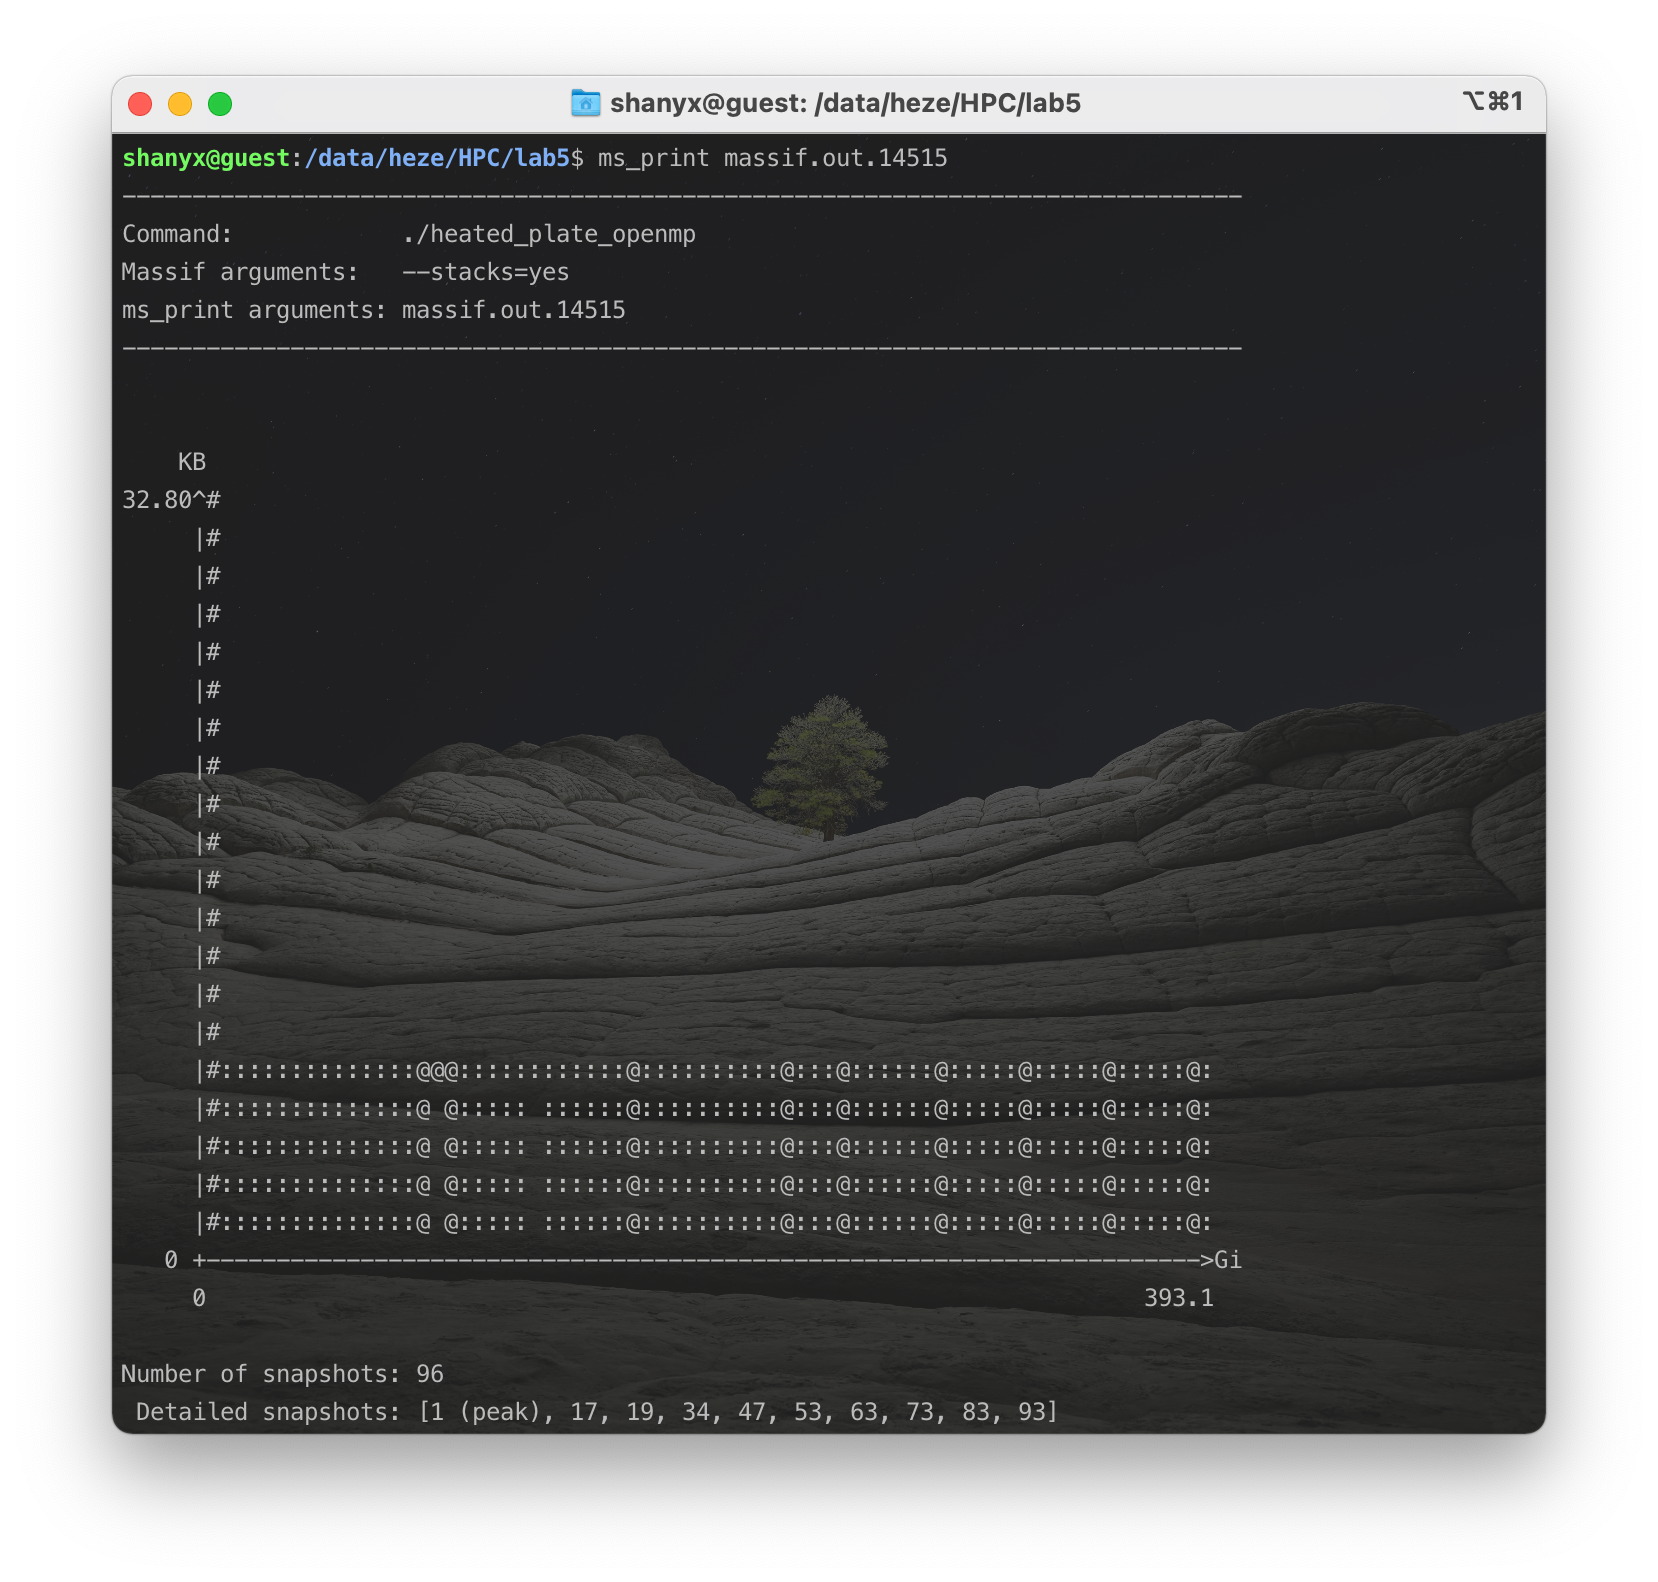 shanyx@guest: /data/heze/HPC/lab5 ⌥⌘1
shanyx@guest:/data/heze/HPC/lab5$ ms_print massif.out.14515
--------------------------------------------------------------------------------
Command:            ./heated_plate_openmp
Massif arguments:   --stacks=yes
ms_print arguments: massif.out.14515
--------------------------------------------------------------------------------
    KB
32.80^#
     |#
     |#
     |#
     |#
     |#
     |#
     |#
     |#
     |#
     |#
     |#
     |#
     |#
     |#
     |#::::::::::::::@@@::::::::::::@::::::::::@:::@::::::@:::::@:::::@:::::@:
     |#::::::::::::::@ @::::: ::::::@::::::::::@:::@::::::@:::::@:::::@:::::@:
     |#::::::::::::::@ @::::: ::::::@::::::::::@:::@::::::@:::::@:::::@:::::@:
     |#::::::::::::::@ @::::: ::::::@::::::::::@:::@::::::@:::::@:::::@:::::@:
     |#::::::::::::::@ @::::: ::::::@::::::::::@:::@::::::@:::::@:::::@:::::@:
   0 +----------------------------------------------------------------------->Gi
     0                                                                   393.1
Number of snapshots: 96
 Detailed snapshots: [1 (peak), 17, 19, 34, 47, 53, 63, 73, 83, 93]